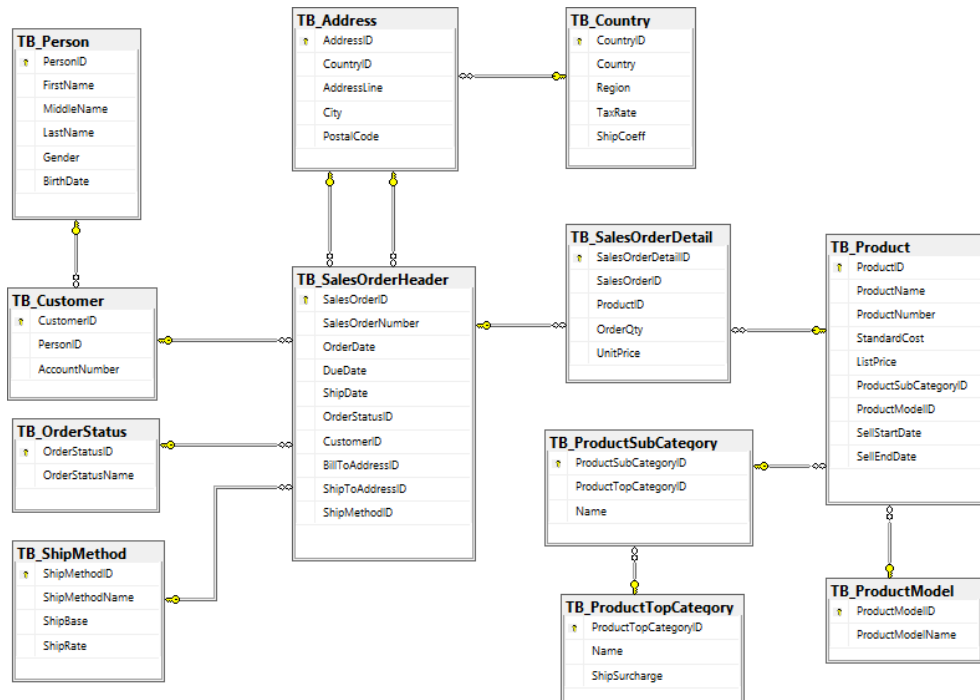 TB_Person
PersonID
FirstName
MiddleName
LastName
Gender
BirthDate
TB_Address
AddressID
CountryID
AddressLine
City
PostalCode
TB_Country
CountryID
Country
Region
TaxRate
ShipCoeff
TB_Customer
CustomerID
PersonID
AccountNumber
TB_OrderStatus
OrderStatusID
OrderStatusName
TB_ShipMethod
ShipMethodID
ShipMethodName
ShipBase
ShipRate
TB_SalesOrderHeader
SalesOrderID
SalesOrderNumber
OrderDate
DueDate
ShipDate
OrderStatusID
CustomerID
BillToAddressID
ShipToAddressID
ShipMethodID
TB_SalesOrderDetail
SalesOrderDetailID
SalesOrderID
ProductID
OrderQty
UnitPrice
TB_Product
ProductID
ProductName
ProductNumber
StandardCost
ListPrice
ProductSubCategoryID
ProductModelID
SellStartDate
SellEndDate
TB_ProductSubCategory
ProductSubCategoryID
ProductTopCategoryID
Name
TB_ProductTopCategory
ProductTopCategoryID
Name
ShipSurcharge
TB_ProductModel
ProductModelID
ProductModelName